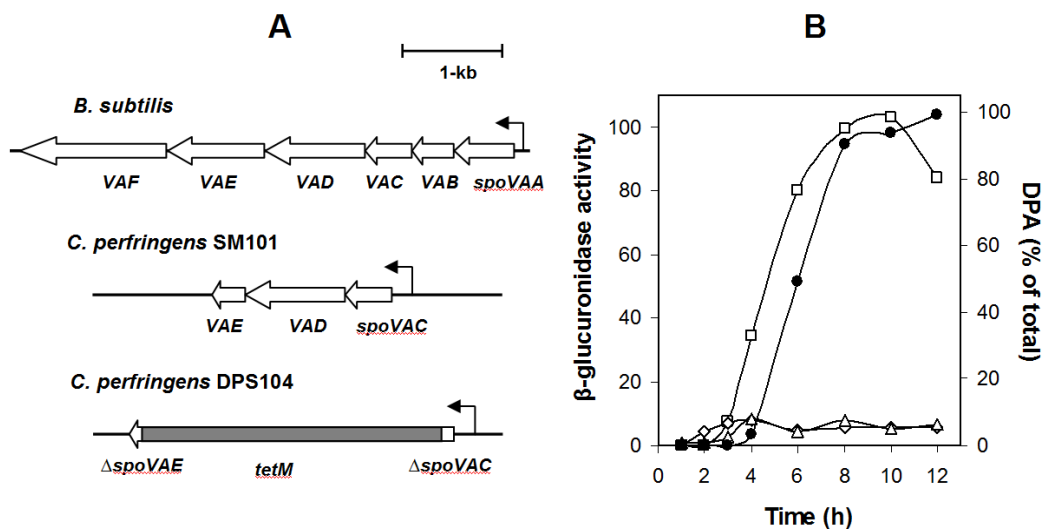 A
1-kb
B. subtilis
VAF VAE VAD VAC VAB spoVAA
C. perfringens SM101
VAE VAD spoVAC
C. perfringens DPS104
ΔspoVAE tetM ΔspoVAC
B
β-glucuronidase activity
100
80
60
40
20
0
0 2 4 6 8 10 12
Time (h)
100
80
60
40
20
0
DPA (% of total)